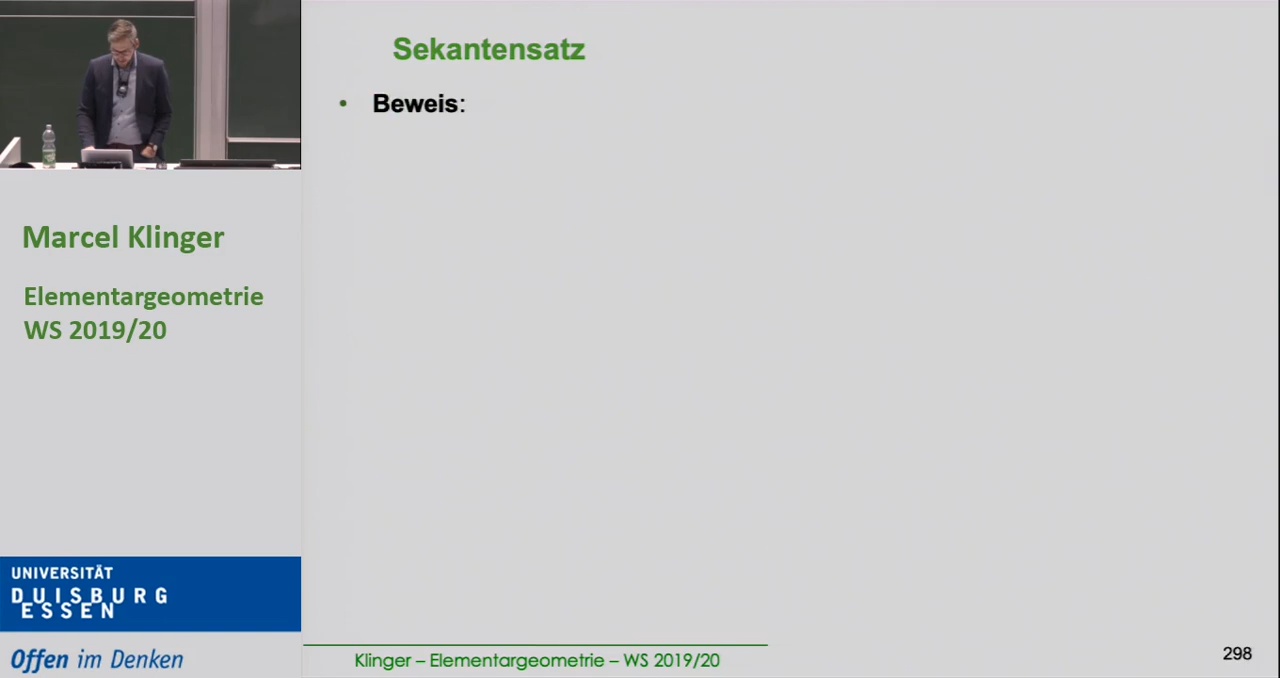 Sekantensatz
• Beweis:
Marcel Klinger
Elementargeometrie
WS 2019/20
UNIVERSITÄT
DUISBURG
ESSEN
Offen im Denken
Klinger – Elementargeometrie – WS 2019/20
298